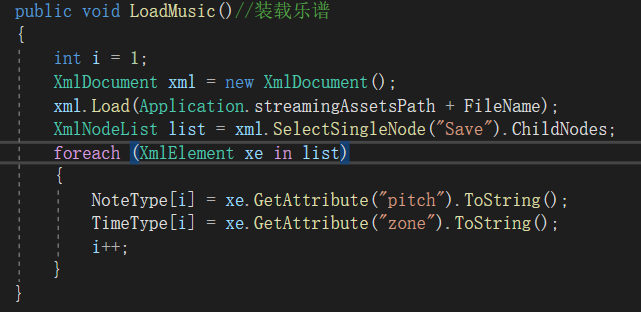 public void LoadMusic()//装载乐谱
{
int i = 1;
XmlDocument xml = new XmlDocument();
xml.Load(Application.streamingAssetsPath + FileName);
XmlNodeList list = xml.SelectSingleNode("Save").ChildNodes;
foreach (XmlElement xe in list)
{
NoteType[i] = xe.GetAttribute("pitch").ToString();
TimeType[i] = xe.GetAttribute("zone").ToString();
i++;
}
}